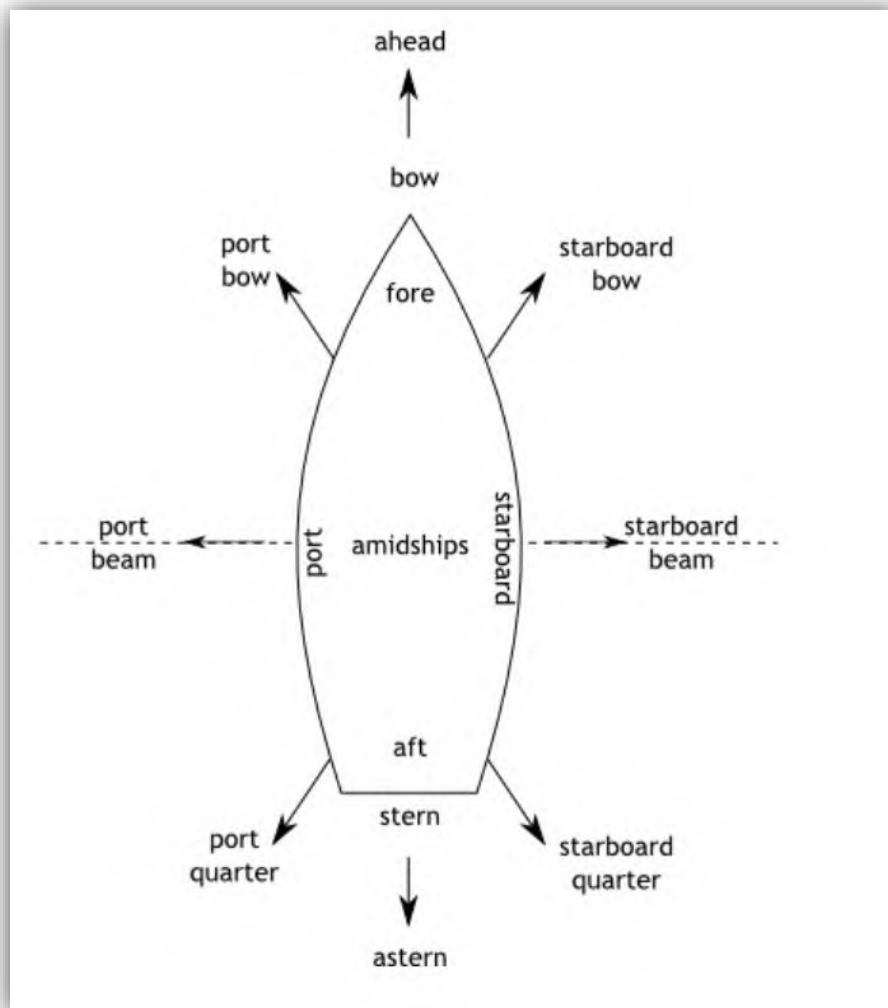 ahead
bow
port
bow
starboard
bow
fore
port
beam
port
amidships
starboard
starboard
beam
aft
stern
port
quarter
starboard
quarter
astern